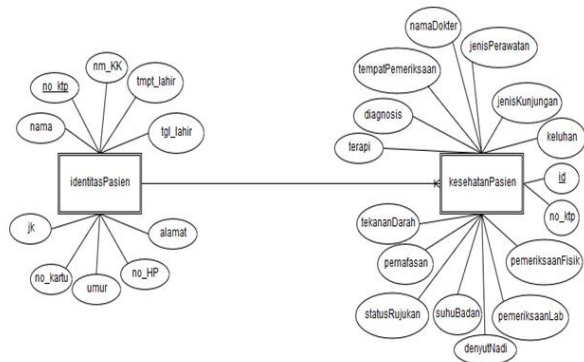 namaDokter
jenisPerawatan
nm_KK
tmpt_lahir
no_ktp
tempatPemeriksaan
jenisKunjungan
nama
tgl_lahir
diagnosis
keluhan
terapi
identitasPasien
kesehatanPasien
id
no_ktp
jk
alamat
tekananDarah
no_kartu
umur
no_HP
pernafasan
pemeriksaanFisik
statusRujukan
suhuBadan
pemeriksaanLab
denyutNadi